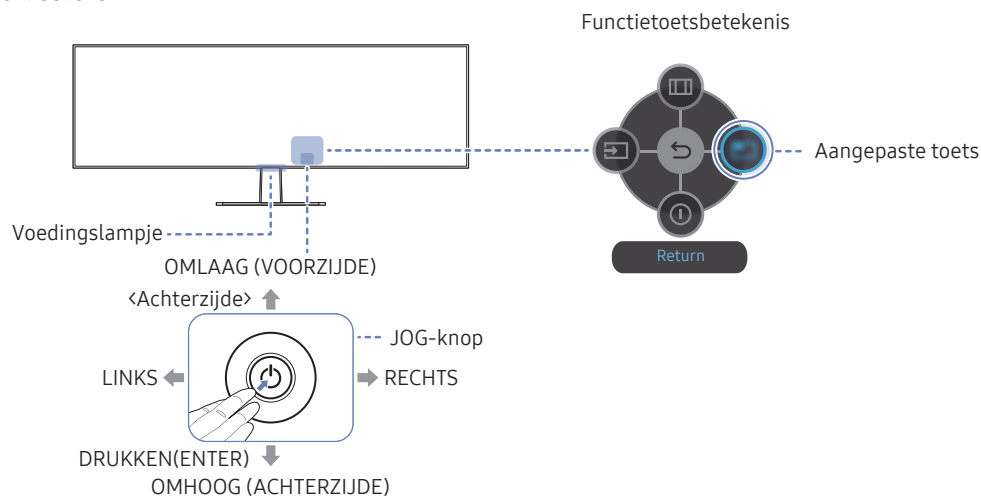 Functietoetsbetekenis
Aangepaste toets
Return
Voedingslampje
OMLAAG (VOORZIJDE)
<Achterzijde>
JOG-knop
LINKS
RECHTS
DRUKKEN(ENTER)
OMHOOG (ACHTERZIJDE)